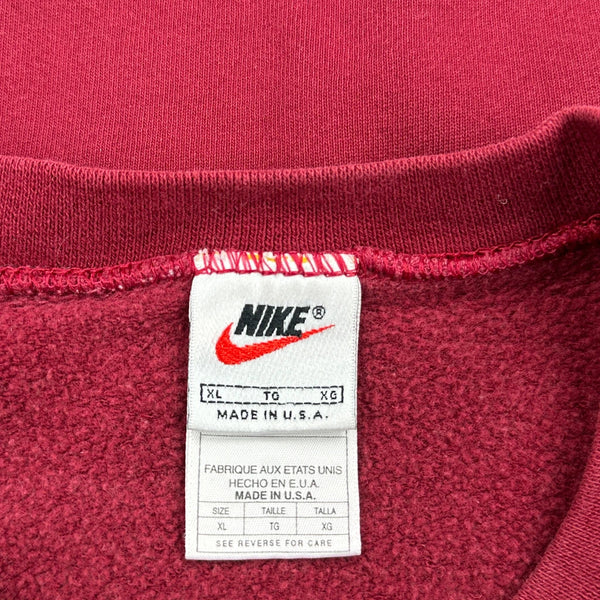 NIKE®
XL TG XG
MADE IN U.S.A.
FABRIQUE AUX ETATS UNIS
HECHO EN E.U.A.
MADE IN U.S.A.
SIZE TAILLE TALLA
XL TG XG
SEE REVERSE FOR CARE